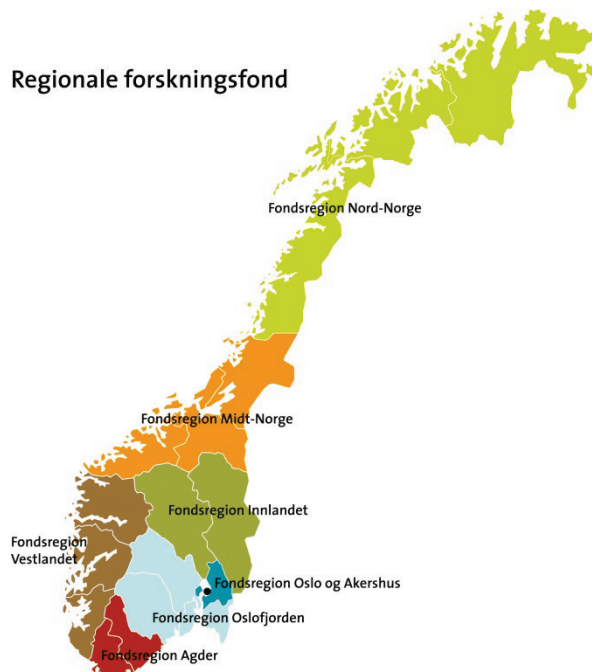 Regionale forskningsfond
Fondsregion Nord-Norge
Fondsregion Midt-Norge
Fondsregion Innlandet
Fondsregion
Vestlandet
Fondsregion Oslo og Akershus
Fondsregion Oslofjorden
Fondsregion Agder